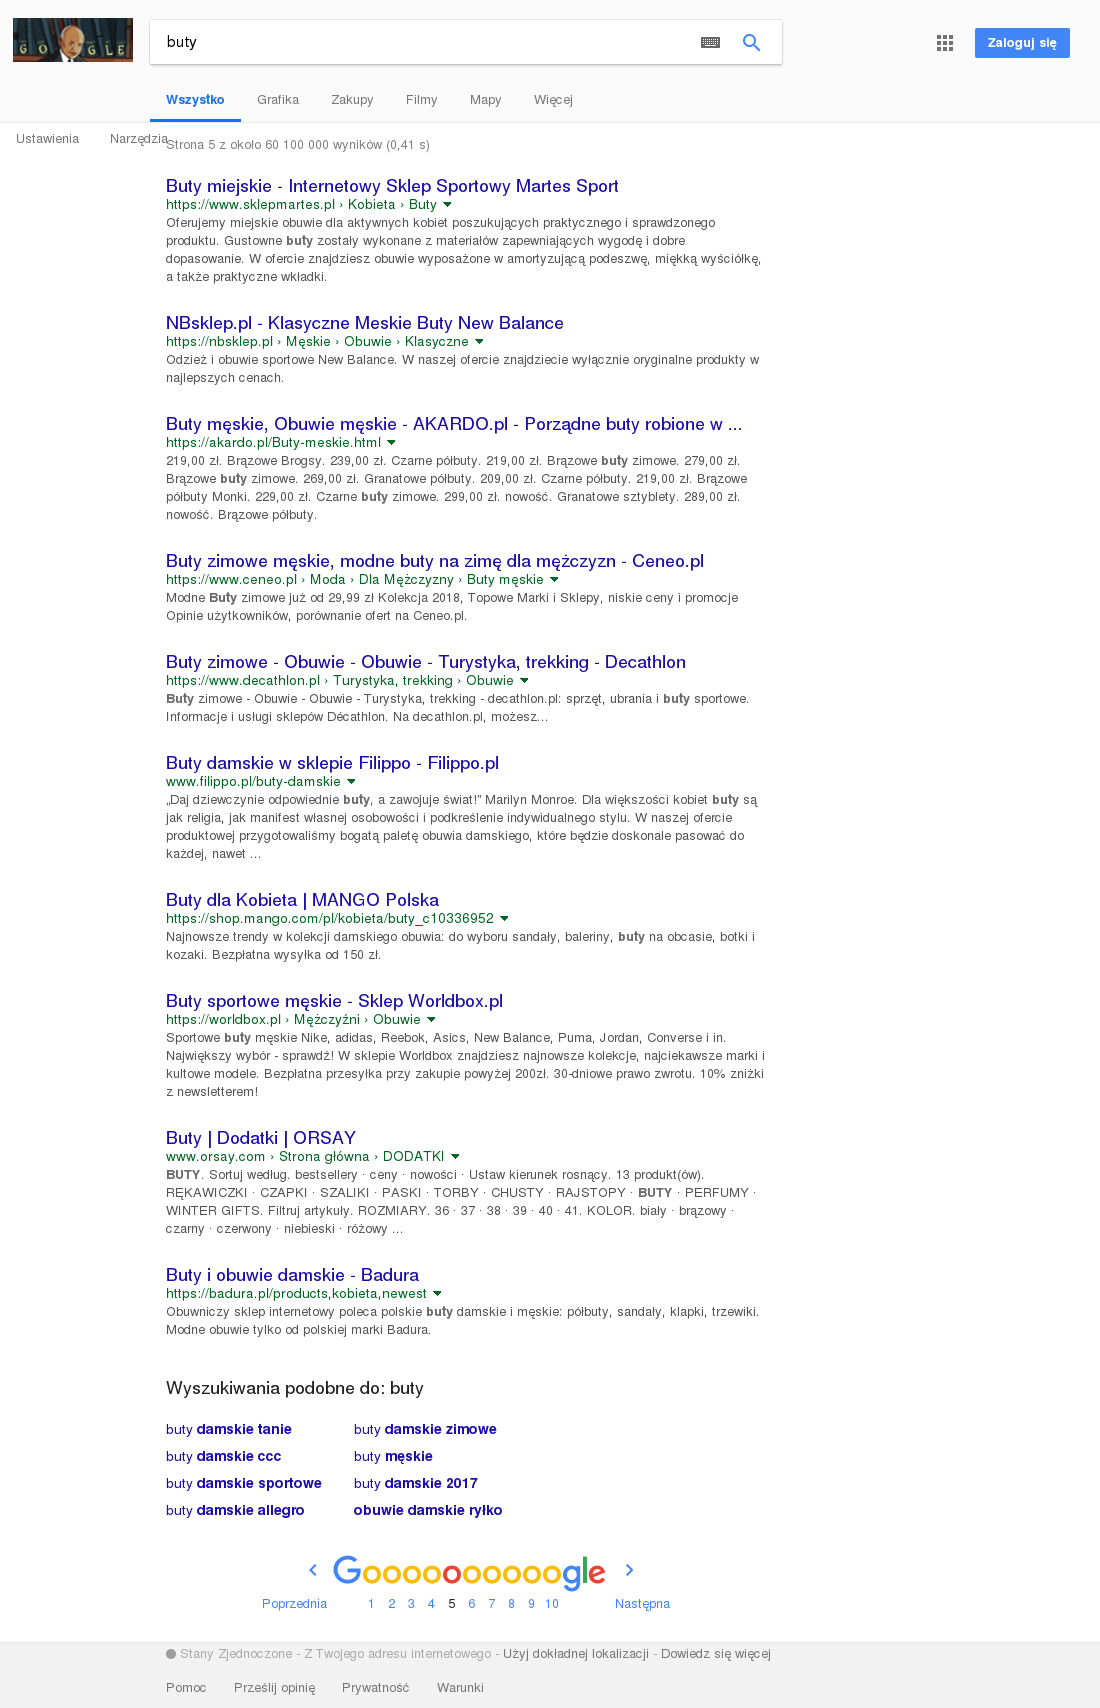 GOOGLE
buty
Zaloguj się
Wszystko Grafika Zakupy Filmy Mapy Więcej
Ustawienia Narzędzia
Strona 5 z około 60 100 000 wyników (0,41 s)
Buty miejskie - Internetowy Sklep Sportowy Martes Sport
https://www.sklepmartes.pl › Kobieta › Buty
Oferujemy miejskie obuwie dla aktywnych kobiet poszukujących praktycznego i sprawdzonego
produktu. Gustowne buty zostały wykonane z materiałów zapewniających wygodę i dobre
dopasowanie. W ofercie znajdziesz obuwie wyposażone w amortyzującą podeszwę, miękką wyściółkę,
a także praktyczne wkładki.
NBsklep.pl - Klasyczne Meskie Buty New Balance
https://nbsklep.pl › Męskie › Obuwie › Klasyczne
Odzież i obuwie sportowe New Balance. W naszej ofercie znajdziecie wyłącznie oryginalne produkty w
najlepszych cenach.
Buty męskie, Obuwie męskie - AKARDO.pl - Porządne buty robione w ...
https://akardo.pl/Buty-meskie.html
219,00 zł. Brązowe Brogsy. 239,00 zł. Czarne półbuty. 219,00 zł. Brązowe buty zimowe. 279,00 zł.
Brązowe buty zimowe. 269,00 zł. Granatowe półbuty. 209,00 zł. Czarne półbuty. 219,00 zł. Brązowe
półbuty Monki. 229,00 zł. Czarne buty zimowe. 299,00 zł. nowość. Granatowe sztyblety. 289,00 zł.
nowość. Brązowe półbuty.
Buty zimowe męskie, modne buty na zimę dla mężczyzn - Ceneo.pl
https://www.ceneo.pl › Moda › Dla Mężczyzny › Buty męskie
Modne Buty zimowe już od 29,99 zł Kolekcja 2018, Topowe Marki i Sklepy, niskie ceny i promocje
Opinie użytkowników, porównanie ofert na Ceneo.pl.
Buty zimowe - Obuwie - Obuwie - Turystyka, trekking - Decathlon
https://www.decathlon.pl › Turystyka, trekking › Obuwie
Buty zimowe - Obuwie - Obuwie - Turystyka, trekking - decathlon.pl: sprzęt, ubrania i buty sportowe.
Informacje i usługi sklepów Décathlon. Na decathlon.pl, możesz…
Buty damskie w sklepie Filippo - Filippo.pl
www.filippo.pl/buty-damskie
„Daj dziewczynie odpowiednie buty, a zawojuje świat!” Marilyn Monroe. Dla większości kobiet buty są
jak religia, jak manifest własnej osobowości i podkreślenie indywidualnego stylu. W naszej ofercie
produktowej przygotowaliśmy bogatą paletę obuwia damskiego, które będzie doskonale pasować do
każdej, nawet ...
Buty dla Kobieta | MANGO Polska
https://shop.mango.com/pl/kobieta/buty_c10336952
Najnowsze trendy w kolekcji damskiego obuwia: do wyboru sandały, baleriny, buty na obcasie, botki i
kozaki. Bezpłatna wysyłka od 150 zł.
Buty sportowe męskie - Sklep Worldbox.pl
https://worldbox.pl › Mężczyźni › Obuwie
Sportowe buty męskie Nike, adidas, Reebok, Asics, New Balance, Puma, Jordan, Converse i in.
Największy wybór - sprawdź! W sklepie Worldbox znajdziesz najnowsze kolekcje, najciekawsze marki i
kultowe modele. Bezpłatna przesyłka przy zakupie powyżej 200zł. 30-dniowe prawo zwrotu. 10% zniżki
z newsletterem!
Buty | Dodatki | ORSAY
www.orsay.com › Strona główna › DODATKI
BUTY. Sortuj według. bestsellery · ceny · nowości · Ustaw kierunek rosnący. 13 produkt(ów).
RĘKAWICZKI · CZAPKI · SZALIKI · PASKI · TORBY · CHUSTY · RAJSTOPY · BUTY · PERFUMY ·
WINTER GIFTS. Filtruj artykuły. ROZMIARY. 36 · 37 · 38 · 39 · 40 · 41. KOLOR. biały · brązowy ·
czarny · czerwony · niebieski · różowy ...
Buty i obuwie damskie - Badura
https://badura.pl/products,kobieta,newest
Obuwniczy sklep internetowy poleca polskie buty damskie i męskie: półbuty, sandały, klapki, trzewiki.
Modne obuwie tylko od polskiej marki Badura.
Wyszukiwania podobne do: buty
buty damskie tanie buty damskie zimowe
buty damskie ccc buty męskie
buty damskie sportowe buty damskie 2017
buty damskie allegro obuwie damskie ryłko
Goooooooooogle
Poprzednia 1 2 3 4 5 6 7 8 9 10 Następna
Stany Zjednoczone - Z Twojego adresu internetowego - Użyj dokładnej lokalizacji - Dowiedz się więcej
Pomoc Prześlij opinię Prywatność Warunki